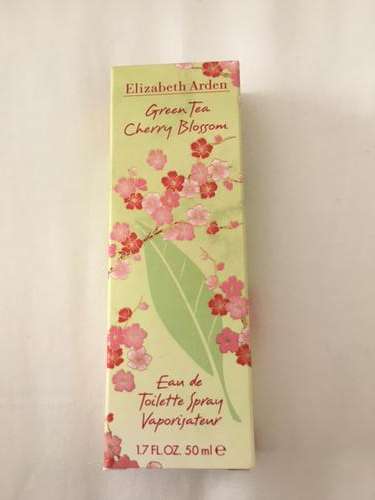 Elizabeth Arden
Green Tea
Cherry Blossom
Eau de
Toilette Spray
Vaporisateur
1.7 FL.OZ. 50 ml ℮